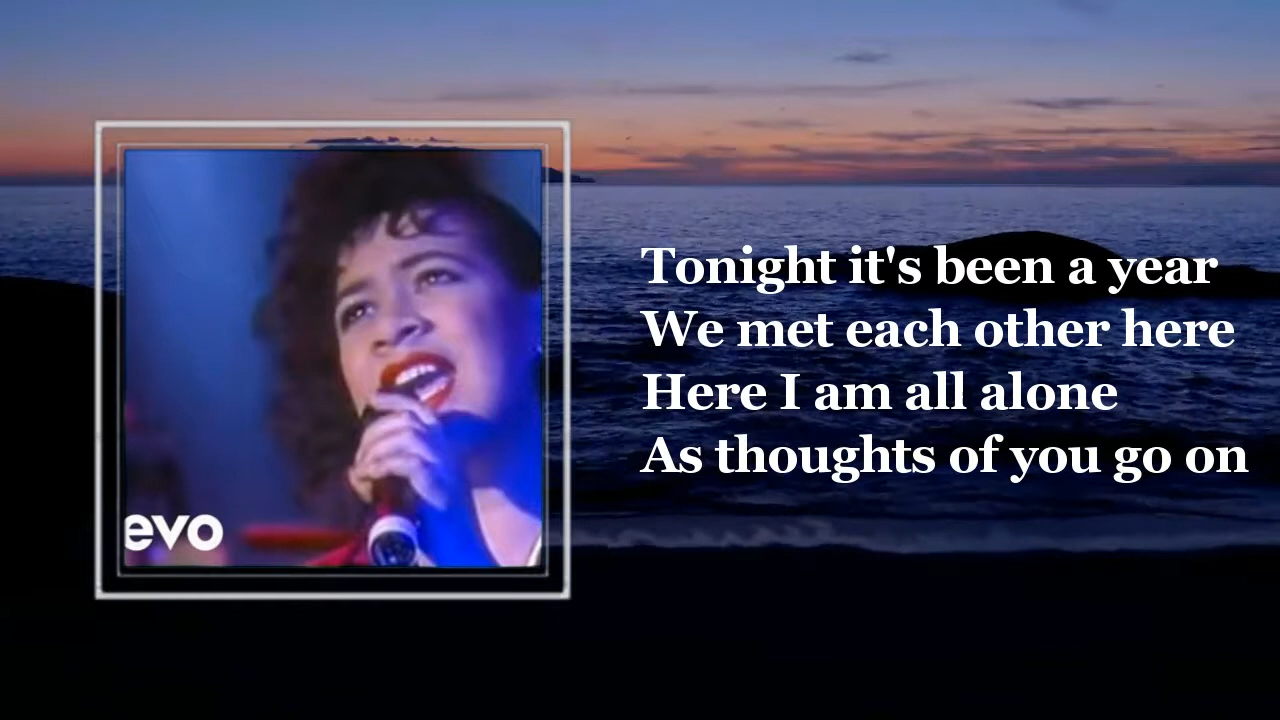 evo
Tonight it's been a year
We met each other here
Here I am all alone
As thoughts of you go on